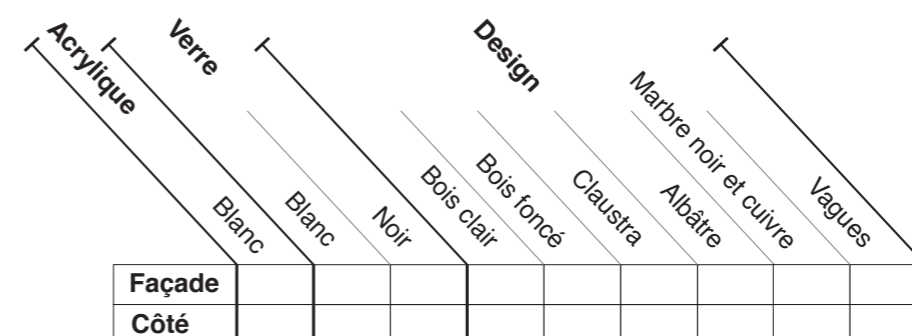 Acrylique
Verre
Design
Blanc
Blanc
Noir
Bois clair
Bois foncé
Claustra
Albâtre
Marbre noir et cuivre
Vagues
Façade
Côté